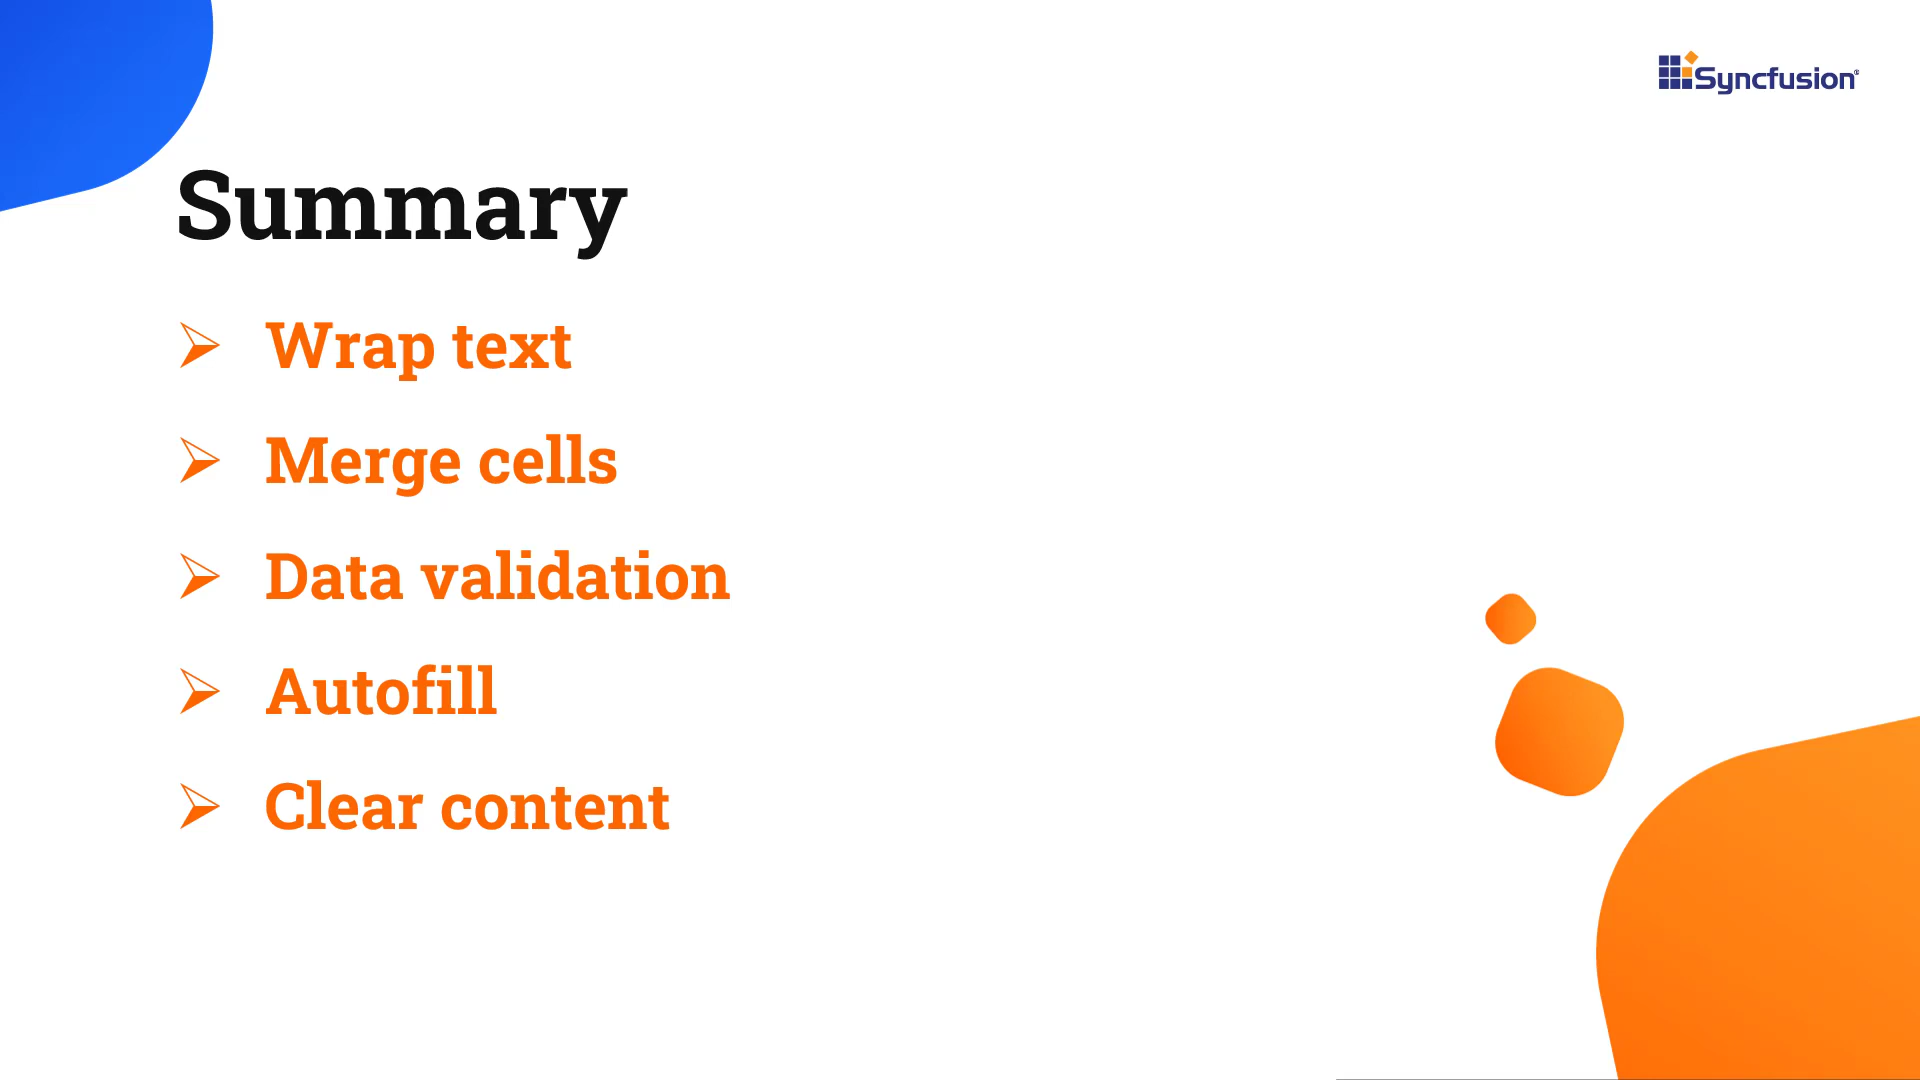 Syncfusion®
Summary
➢ Wrap text
➢ Merge cells
➢ Data validation
➢ Autofill
➢ Clear content